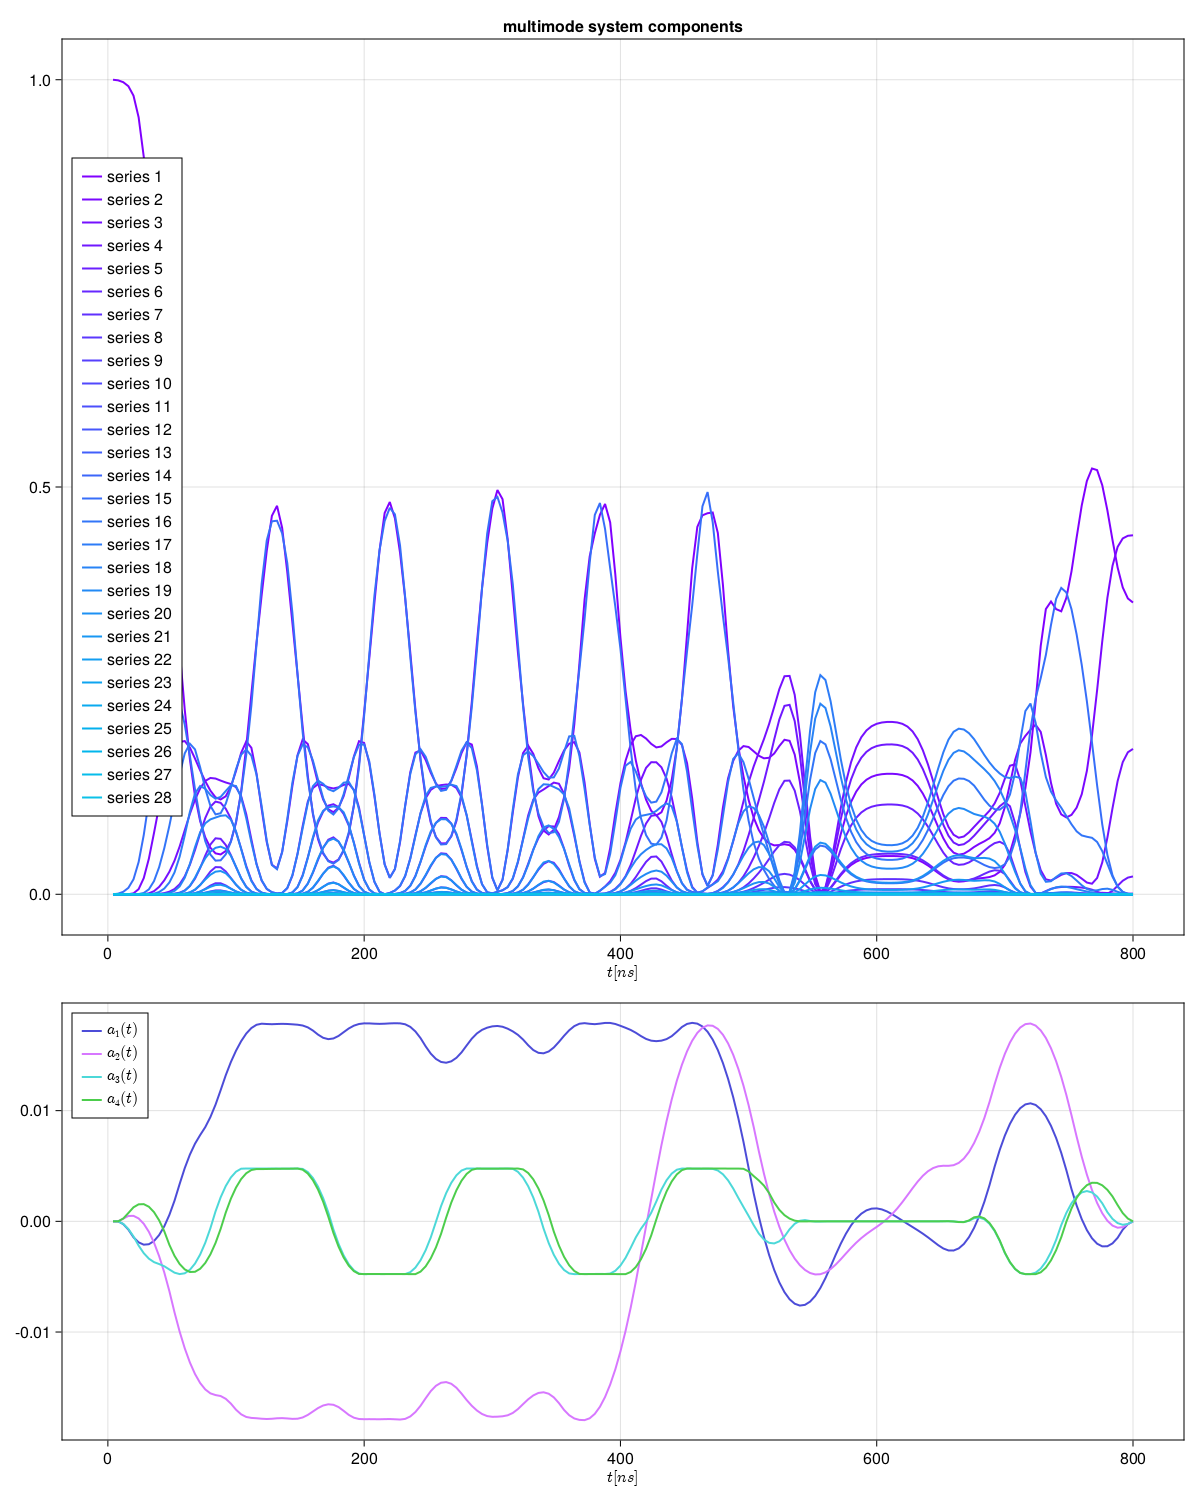 multimode system components
1.0
series 1
series 2
series 3
series 4
series 5
series 6
series 7
series 8
series 9
series 10
series 11
series 12
series 13
series 14
series 15
series 16
series 17
series 18
series 19
series 20
series 21
series 22
series 23
series 24
series 25
series 26
series 27
series 28
0.5
0.0
0 200 400 600 800
t[ns]
a₁(t)
a₂(t)
a₃(t)
a₄(t)
0.01
0.00
-0.01
0 200 400 600 800
t[ns]